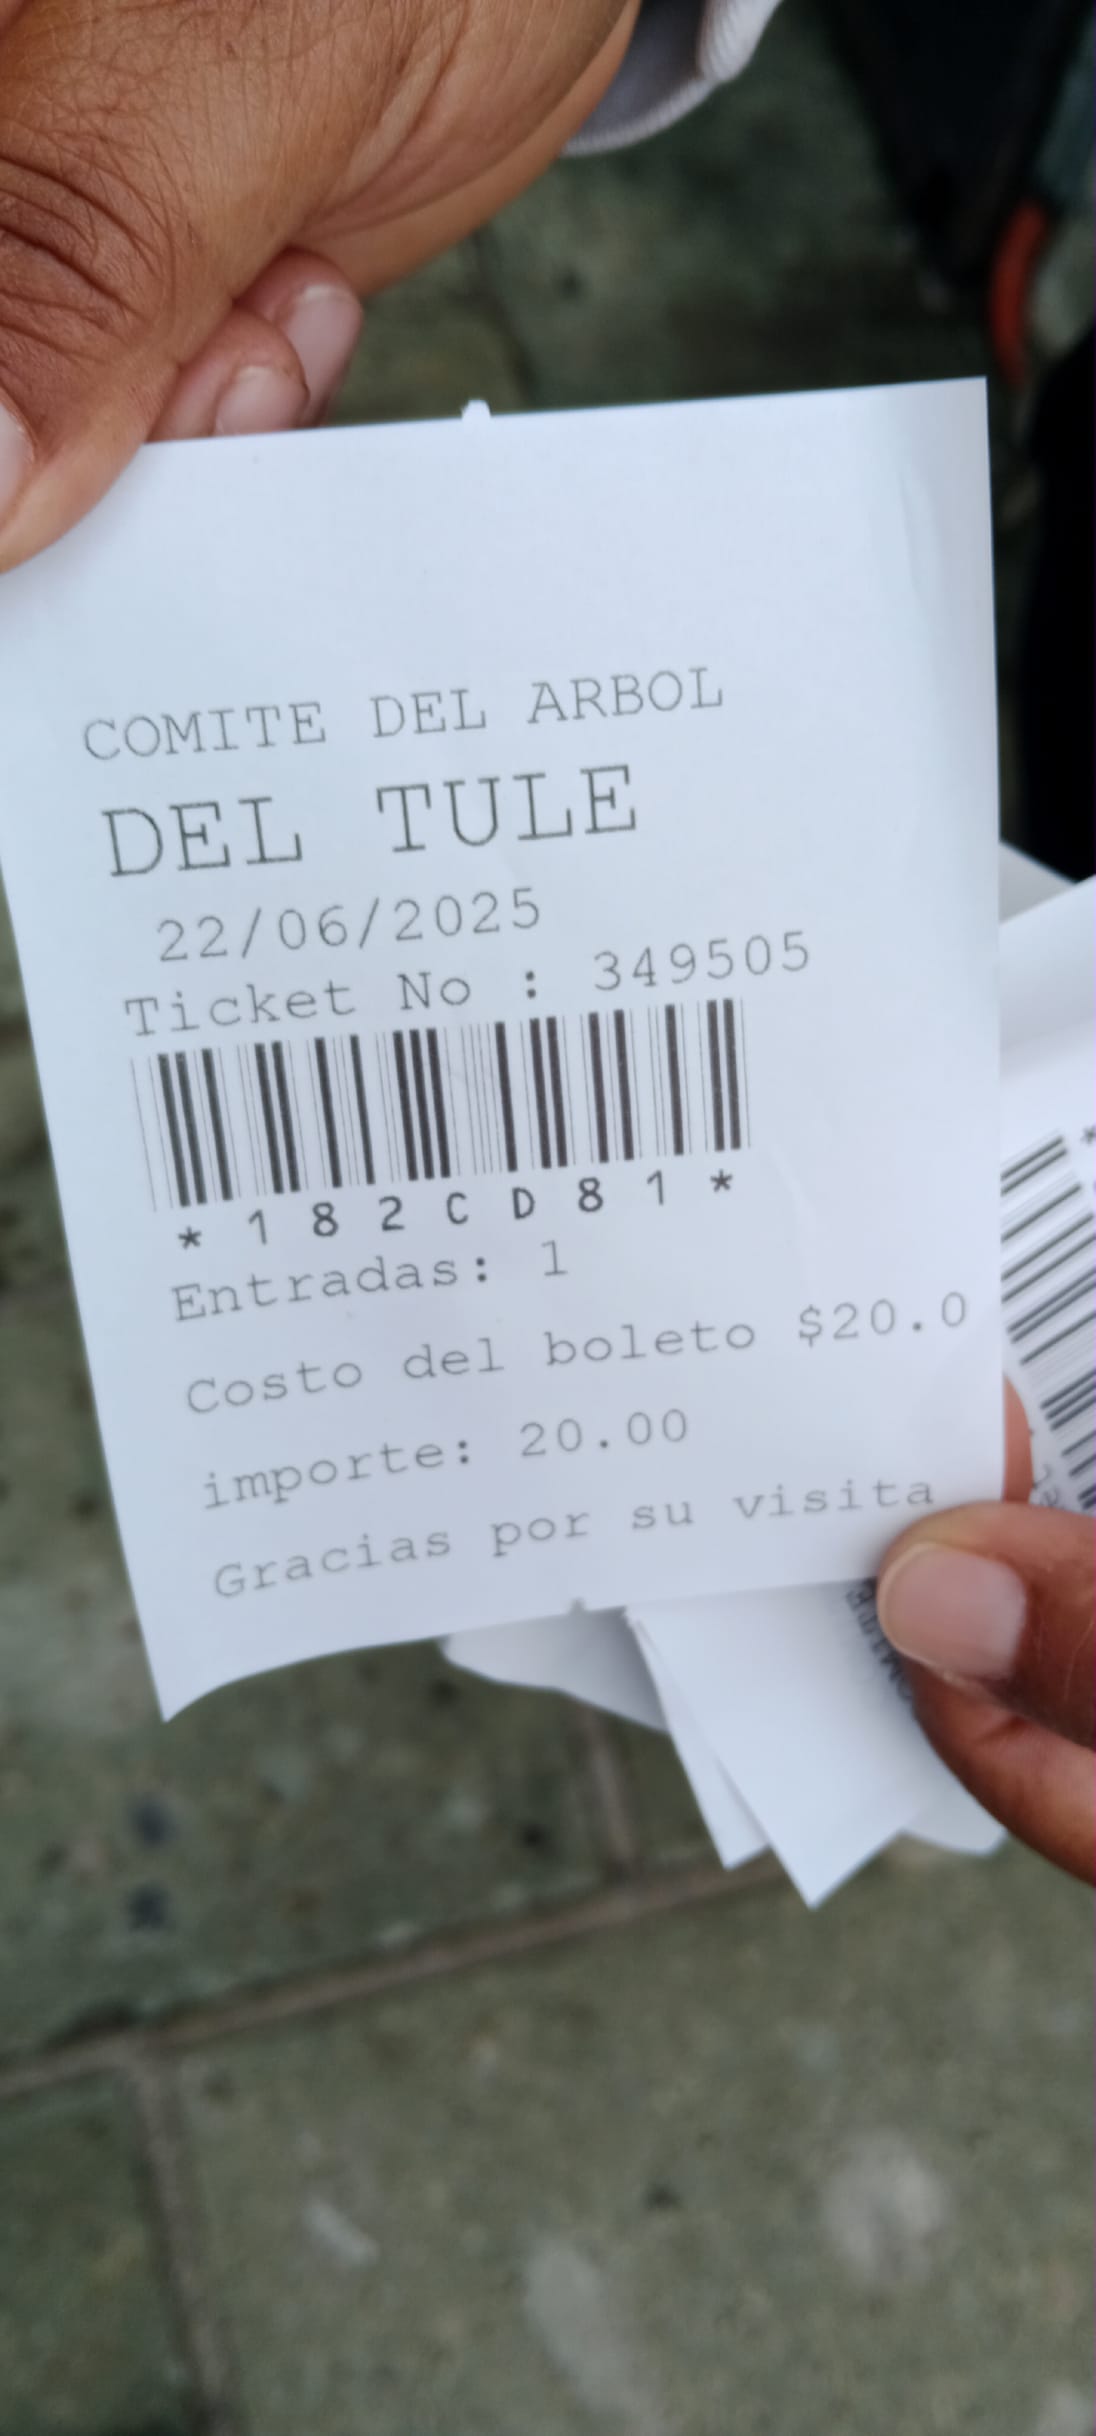 COMITE DEL ARBOL
DEL TULE
22/06/2025
Ticket No : 349505
*182CD81*
Entradas: 1
Costo del boleto $20.0
importe: 20.00
Gracias por su visita